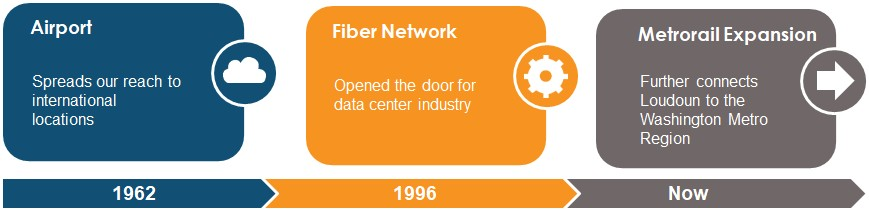 Airport
Spreads our reach to
international
locations
Fiber Network
Opened the door for
data center industry
Metrorail Expansion
Further connects
Loudoun to the
Washington Metro
Region
1962
1996
Now